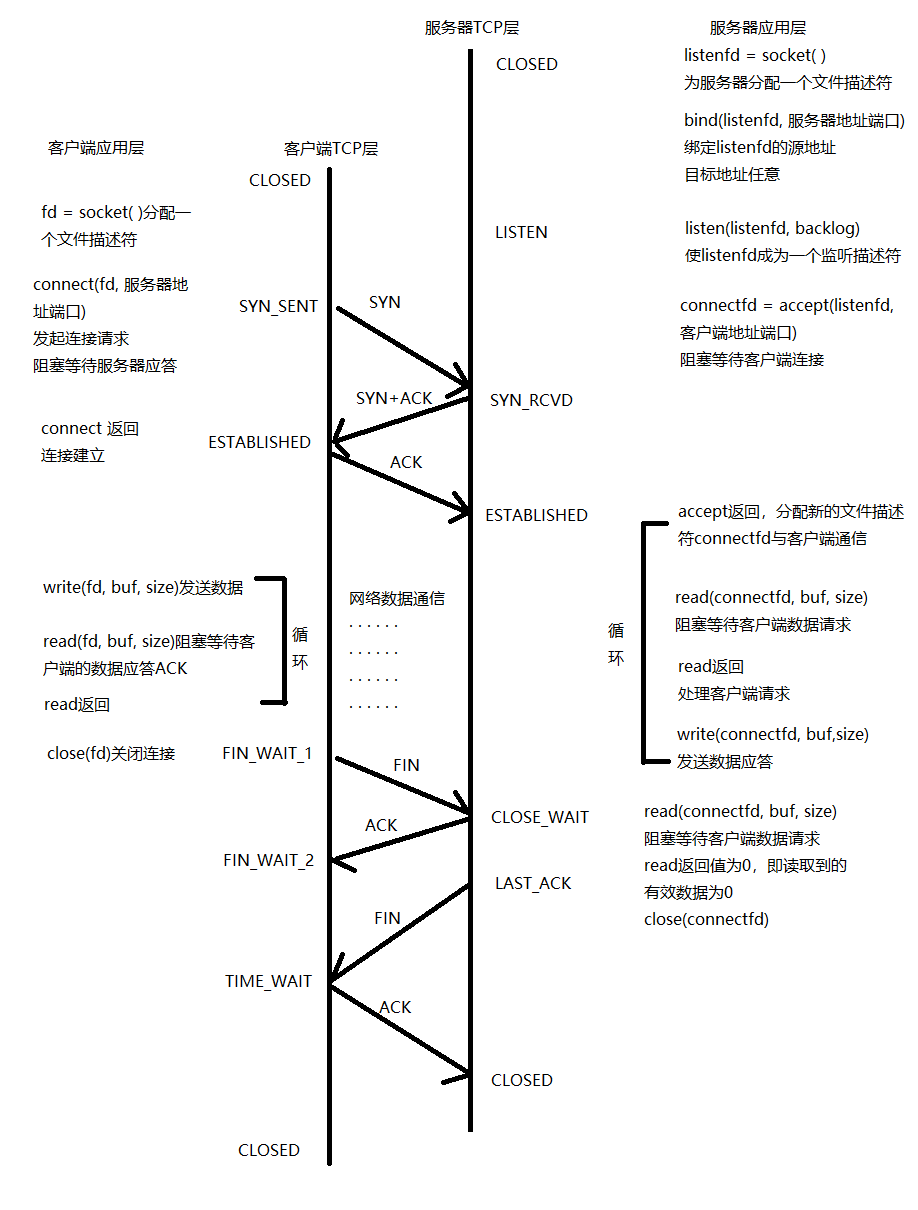 服务器TCP层
服务器应用层
CLOSED
listenfd = socket( )
为服务器分配一个文件描述符
bind(listenfd, 服务器地址端口)
绑定listenfd的源地址
目标地址任意
客户端应用层
客户端TCP层
CLOSED
fd = socket( )分配一
个文件描述符
LISTEN
listen(listenfd, backlog)
使listenfd成为一个监听描述符
connect(fd, 服务器地
址端口)
发起连接请求
阻塞等待服务器应答
SYN_SENT
SYN
connectfd = accept(listenfd,
客户端地址端口)
阻塞等待客户端连接
SYN+ACK
SYN_RCVD
connect 返回
连接建立
ESTABLISHED
ACK
ESTABLISHED
accept返回，分配新的文件描述
符connectfd与客户端通信
write(fd, buf, size)发送数据
read(fd, buf, size)阻塞等待客
户端的数据应答ACK
read返回
循
环
网络数据通信
······
······
······
······
循
环
read(connectfd, buf, size)
阻塞等待客户端数据请求
read返回
处理客户端请求
write(connectfd, buf,size)
发送数据应答
close(fd)关闭连接
FIN_WAIT_1
FIN
CLOSE_WAIT
ACK
FIN_WAIT_2
read(connectfd, buf, size)
阻塞等待客户端数据请求
read返回值为0，即读取到的
有效数据为0
close(connectfd)
LAST_ACK
FIN
TIME_WAIT
ACK
CLOSED
CLOSED